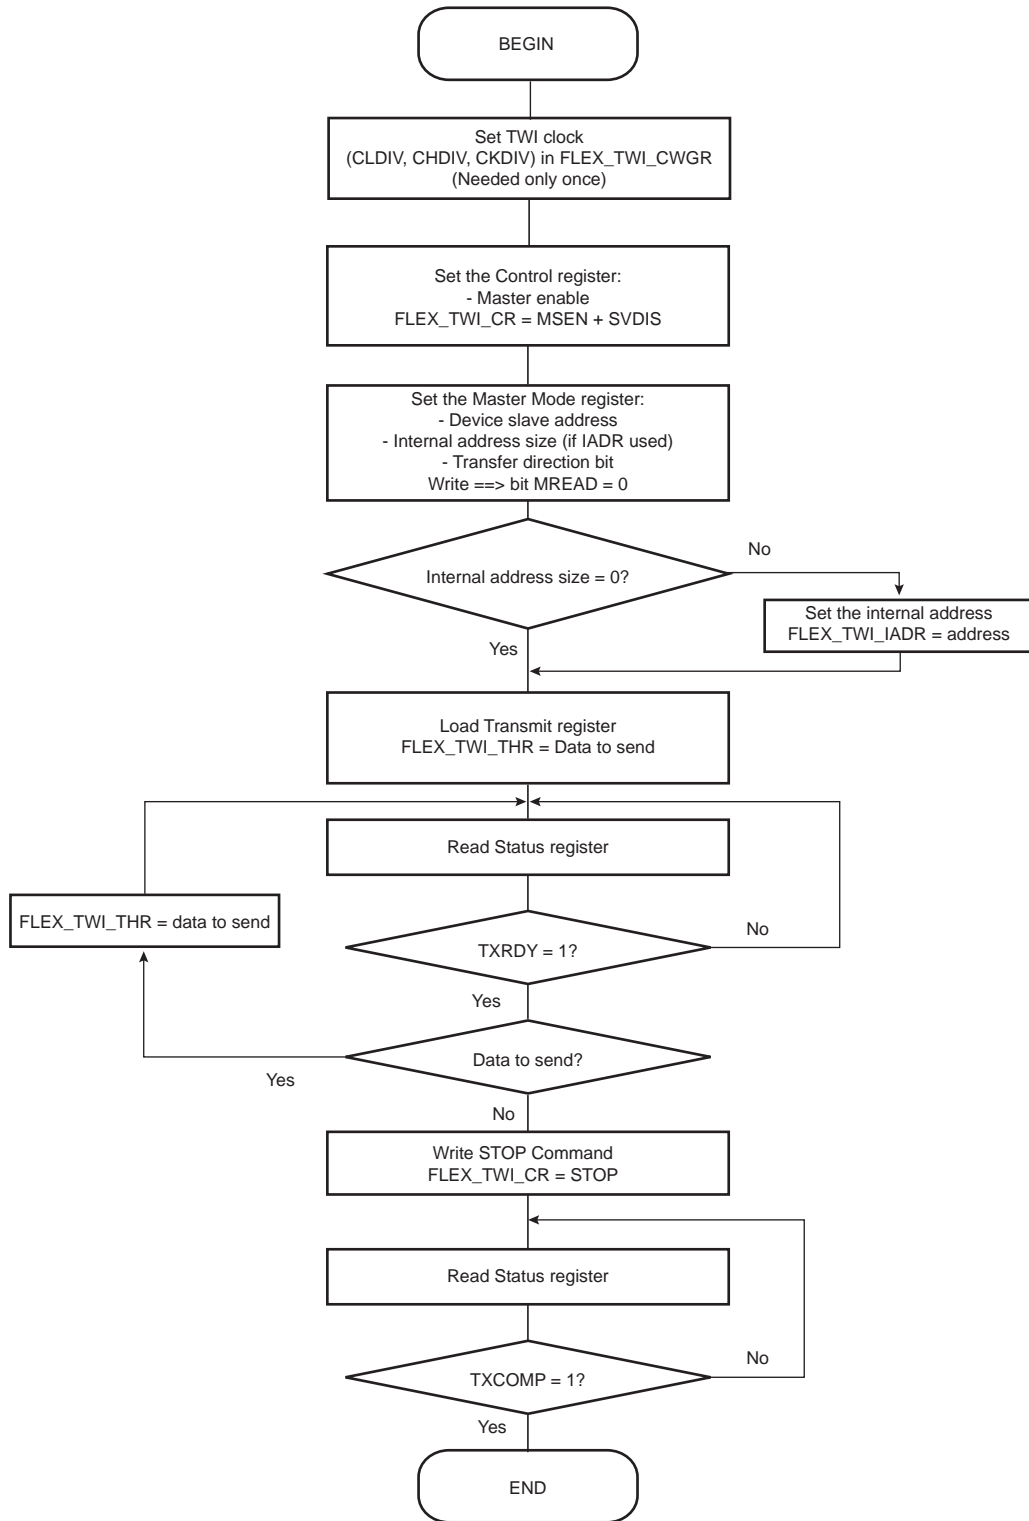 BEGIN
Set TWI clock
(CLDIV, CHDIV, CKDIV) in FLEX_TWI_CWGR
(Needed only once)
Set the Control register:
- Master enable
FLEX_TWI_CR = MSEN + SVDIS
Set the Master Mode register:
- Device slave address
- Internal address size (if IADR used)
- Transfer direction bit
Write ==> bit MREAD = 0
No
Internal address size = 0?
Set the internal address
FLEX_TWI_IADR = address
Yes
Load Transmit register
FLEX_TWI_THR = Data to send
Read Status register
FLEX_TWI_THR = data to send
No
TXRDY = 1?
Yes
Data to send?
Yes
No
Write STOP Command
FLEX_TWI_CR = STOP
Read Status register
No
TXCOMP = 1?
Yes
END